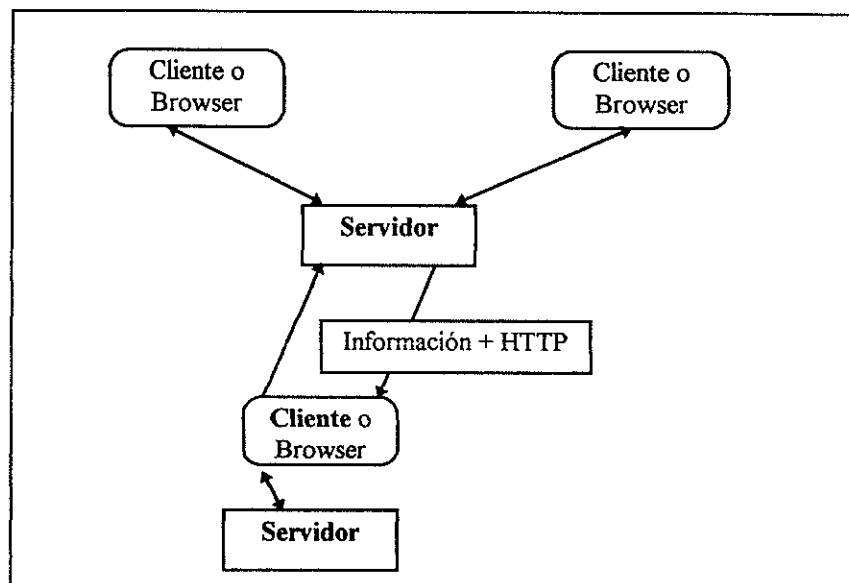 Cliente o
Browser
Cliente o
Browser
Servidor
Información + HTTP
Cliente o
Browser
Servidor